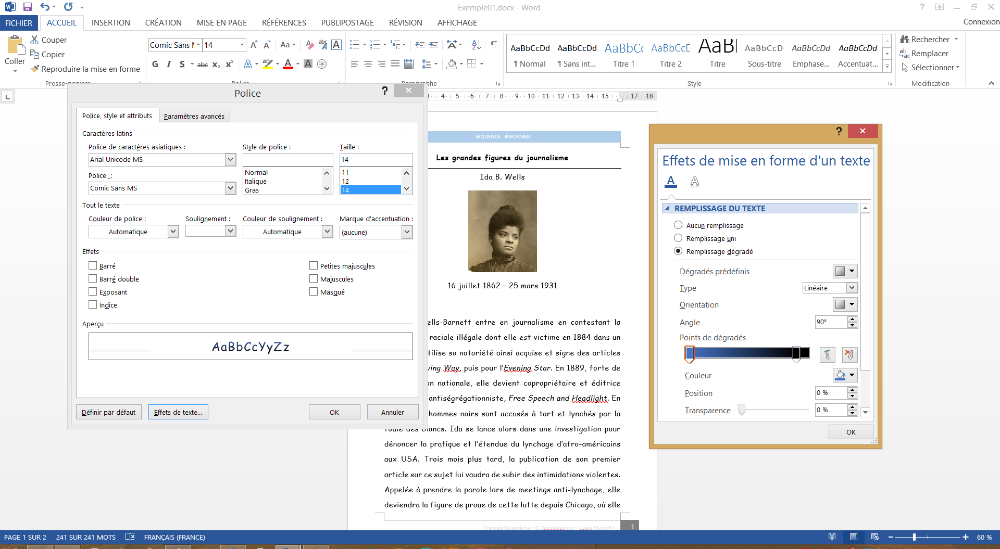 Exemple01.docx - Word
FICHIER ACCUEIL INSERTION CRÉATION MISE EN PAGE RÉFÉRENCES PUBLIPOSTAGE RÉVISION AFFICHAGE Connexion
Coller
Couper
Copier
Reproduire la mise en forme
Presse-papiers
Comic Sans M 14
Aa
abc
A
G I S abc x₂ x² A ab A A 字
Police
Paragraphe
AaBbCcDd AaBbCcDd AaBbCc AaBbCcD AaBb AaBbCcD AaBbCcDd AaBbCcDd
¶ Normal ¶ Sans int... Titre 1 Titre 2 Titre Sous-titre Emphase... Accentuat...
Style
Rechercher
Remplacer
Sélectionner
Modification
3 4 5 6 7 8 9 10 11 12 13 14 15 17 18
Police
Police, style et attributs Paramètres avancés
Caractères latins
Police de caractères asiatiques : Style de police : Taille :
Arial Unicode MS 14
Police :
Comic Sans MS
Normal
Italique
Gras
11
12
14
Tout le texte
Couleur de police : Soulignement : Couleur de soulignement : Marque d'accentuation :
Automatique Automatique (aucune)
Effets
Barré
Barré double
Exposant
Indice
Petites majuscules
Majuscules
Masqué
Aperçu
AaBbCcYyZz
Définir par défaut Effets de texte... OK Annuler
SEQUENCE : INFORMER
Les grandes figures du journalisme
Ida B. Wells
16 juillet 1862 – 25 mars 1931
ells-Barnett entre en journalisme en contestant la
raciale illégale dont elle est victime en 1884 dans un
tilise sa notoriété ainsi acquise et signe des articles
ving Way, puis pour l'Evening Star. En 1889, forte de
on nationale, elle devient copropriétaire et éditrice
antiségrégationniste, Free Speech and Headlight. En
hommes noirs sont accusés à tort et lynchés par la
foule des blancs. Ida se lance alors dans une investigation pour
dénoncer la pratique et l'étendue du lynchage d'afro-américains
aux USA. Trois mois plus tard, la publication de son premier
article sur ce sujet lui vaudra de subir des intimidations violentes.
Appelée à prendre la parole lors de meetings anti-lynchage, elle
deviendra la figure de proue de cette lutte depuis Chicago, où elle
Français Quatrième – G. pour « à Munich »
1
Effets de mise en forme d'un texte
REMPLISSAGE DU TEXTE
Aucun remplissage
Remplissage uni
Remplissage dégradé
Dégradés prédéfinis
Type Linéaire
Orientation
Angle 90°
Points de dégradés
Couleur
Position 0 %
Transparence 0 %
OK
PAGE 1 SUR 2 241 SUR 241 MOTS FRANÇAIS (FRANCE) 60 %